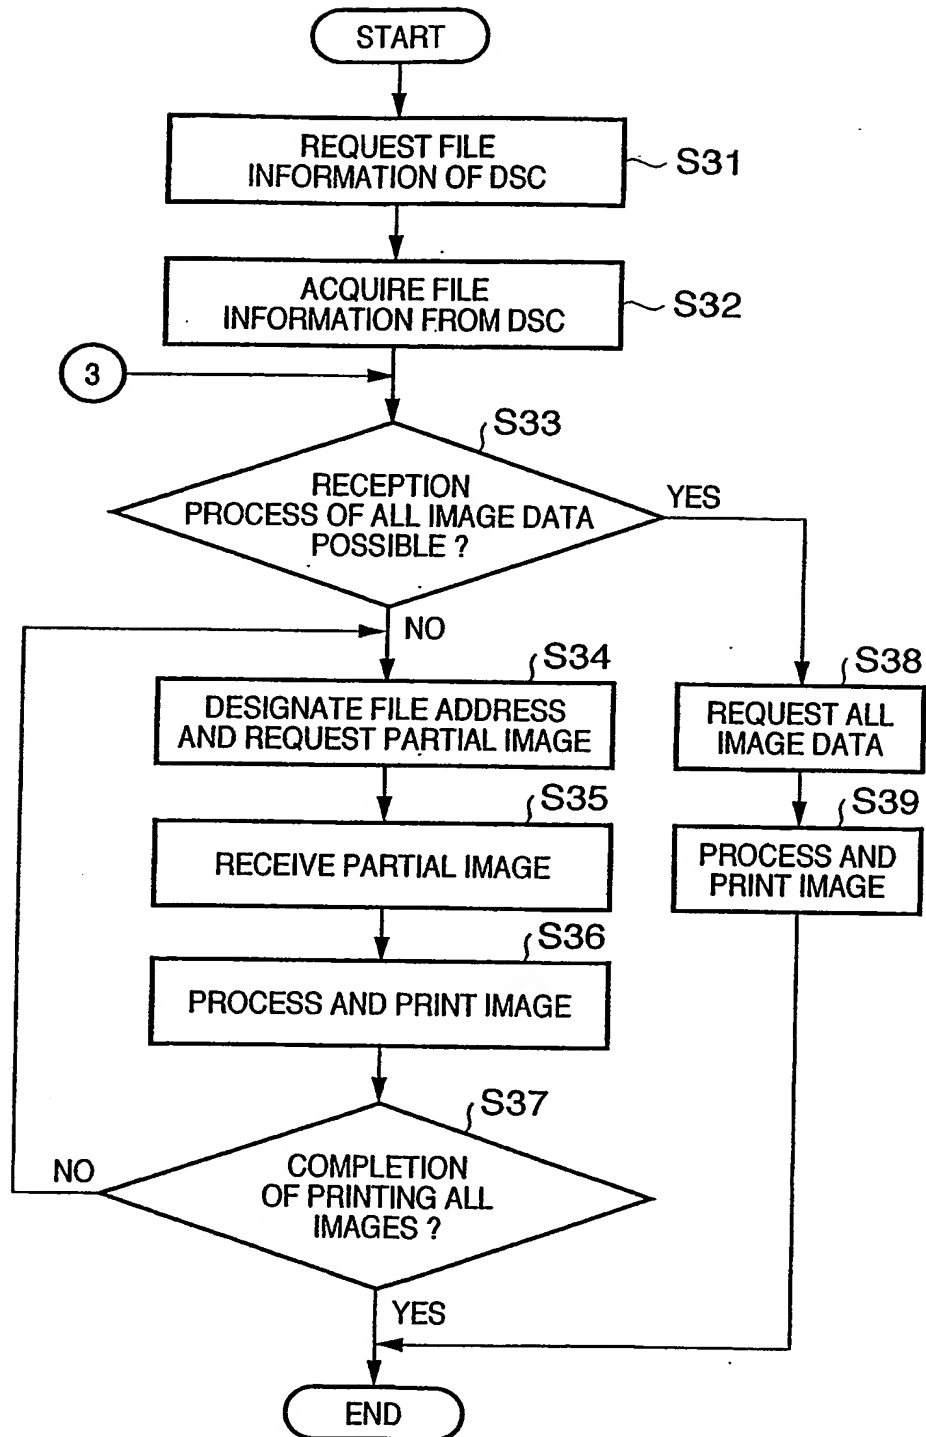 START
REQUEST FILE
INFORMATION OF DSC
S31
ACQUIRE FILE
INFORMATION FROM DSC
S32
3
S33
RECEPTION
PROCESS OF ALL IMAGE DATA
POSSIBLE ?
YES
NO
S34
DESIGNATE FILE ADDRESS
AND REQUEST PARTIAL IMAGE
S38
REQUEST ALL
IMAGE DATA
S35
RECEIVE PARTIAL IMAGE
S39
PROCESS AND
PRINT IMAGE
S36
PROCESS AND PRINT IMAGE
S37
COMPLETION
OF PRINTING ALL
IMAGES ?
NO
YES
END